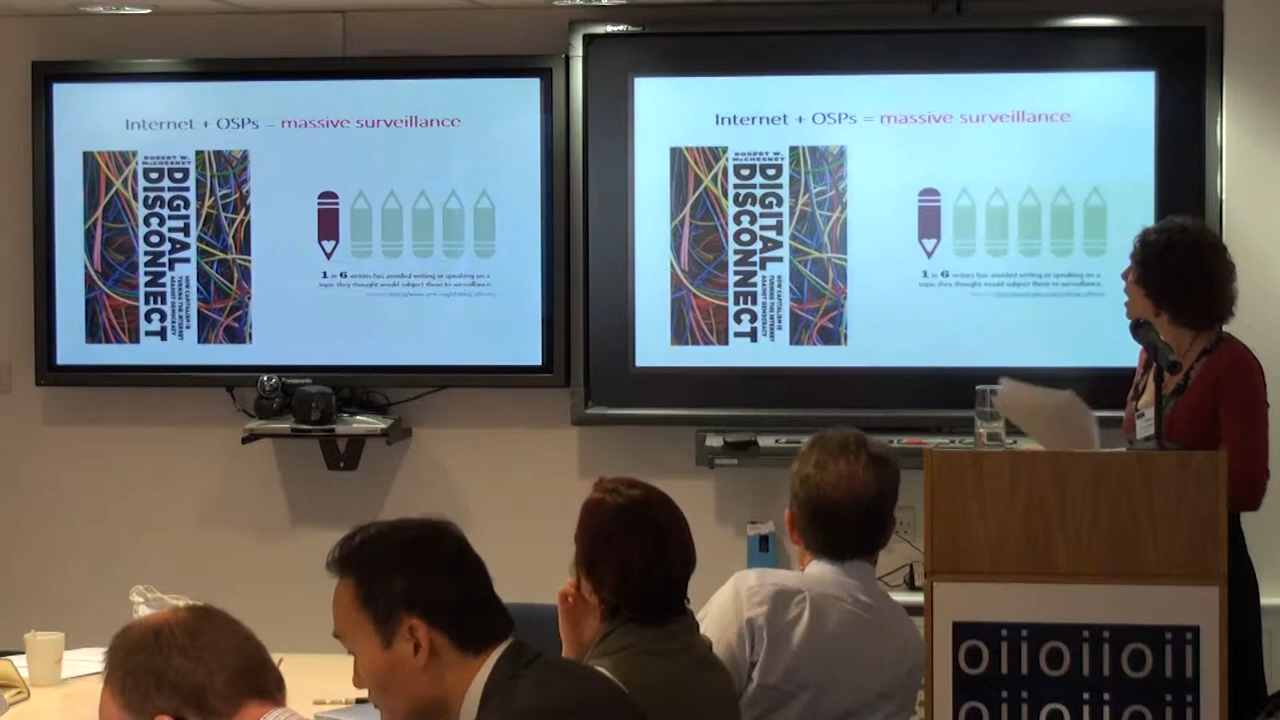 Internet + OSPs = massive surveillance
ROBERT W.
McCHESNEY
DIGITAL
DISCONNECT
HOW CAPITALISM IS
TURNING THE INTERNET
AGAINST DEMOCRACY
1 in 6 writers has avoided writing or speaking on a
topic they thought would subject them to surveillance.
Panasonic
Internet + OSPs = massive surveillance
ROBERT W.
McCHESNEY
DIGITAL
DISCONNECT
HOW CAPITALISM IS
TURNING THE INTERNET
AGAINST DEMOCRACY
1 in 6 writers has avoided writing or speaking on a
topic they thought would subject them to surveillance.
oiioiioii
oiioiioii